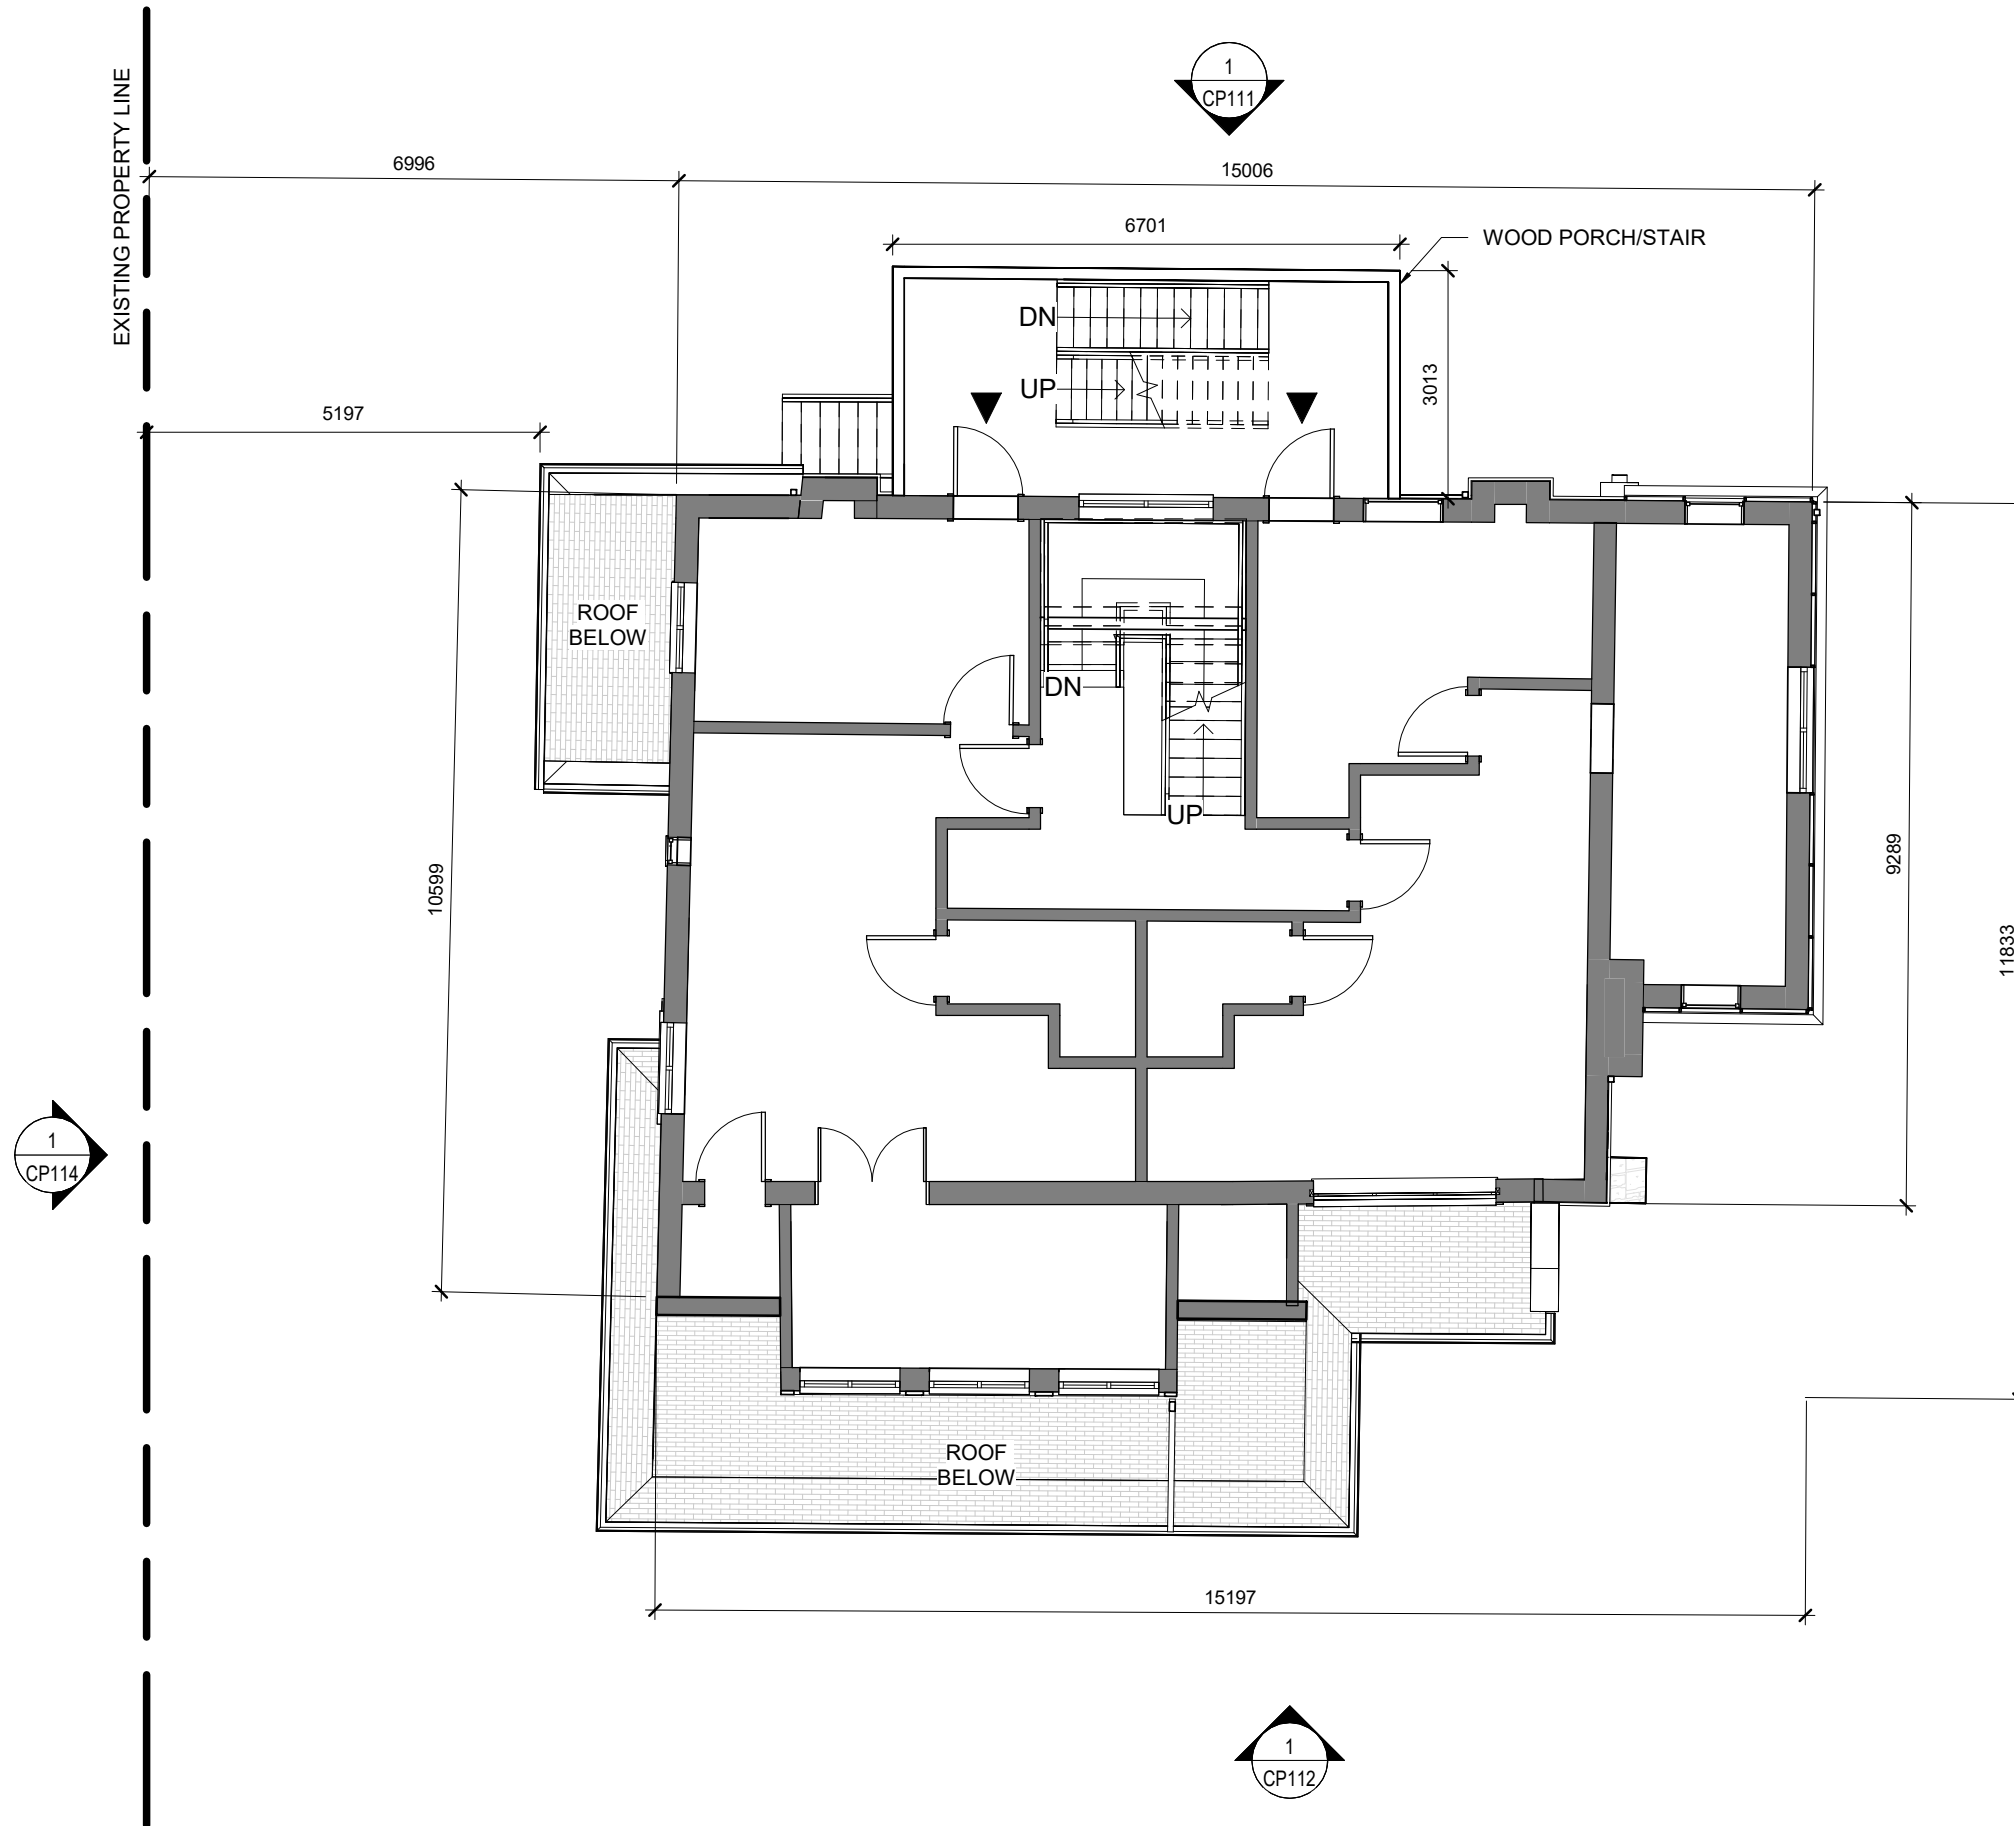 1
CP111
EXISTING PROPERTY LINE
6996
15006
6701
WOOD PORCH/STAIR
DN
UP
3013
5197
ROOF
BELOW
DN
UP
10599
9289
11833
1
CP114
ROOF
BELOW
15197
1
CP112